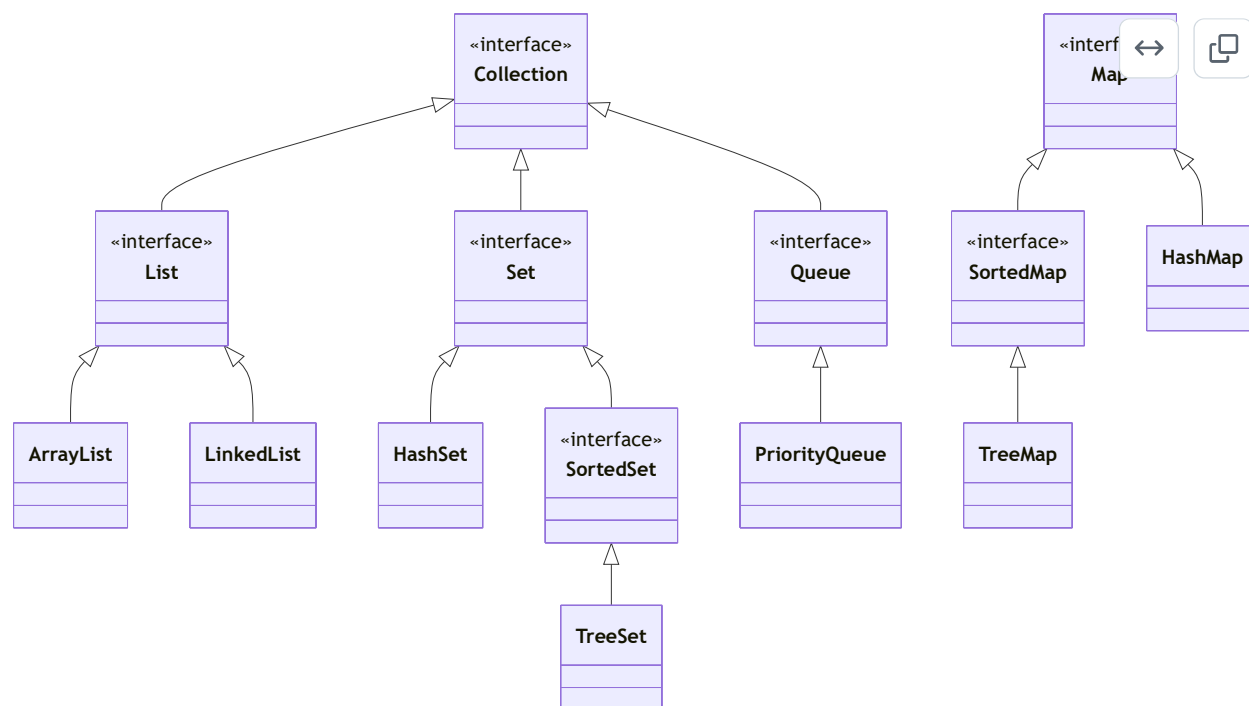 «interface»
Collection
Map
«interface»
List
«interface»
Set
«interface»
Queue
«interface»
SortedMap
HashMap
ArrayList
LinkedList
HashSet
«interface»
SortedSet
PriorityQueue
TreeMap
TreeSet